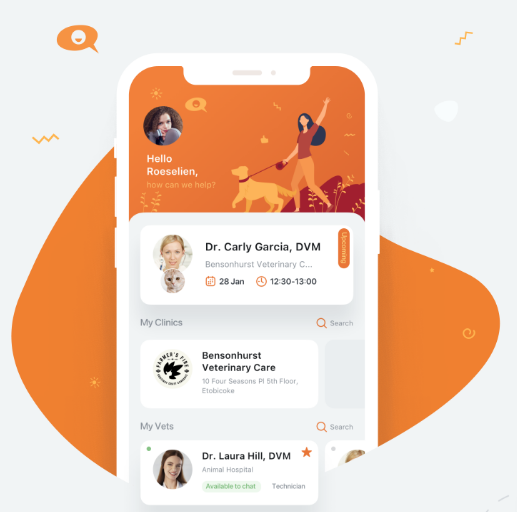 Hello
Roeselien,
how can we help?
Dr. Carly Garcia, DVM
Upcoming
Bensonhurst Veterinary C...
28 Jan 12:30-13:00
My Clinics Search
FARMER'S TIRE
Bensonhurst
Veterinary Care
10 Four Seasons Pl 5th Floor,
Etobicoke
My Vets Search
Dr. Laura Hill, DVM
Animal Hospital
Available to chat Technician